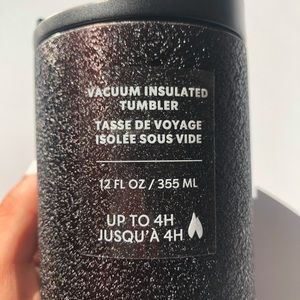 VACUUM INSULATED
TUMBLER
TASSE DE VOYAGE
ISOLÉE SOUS VIDE
12 FL OZ / 355 ML
UP TO 4H
JUSQU'À 4H